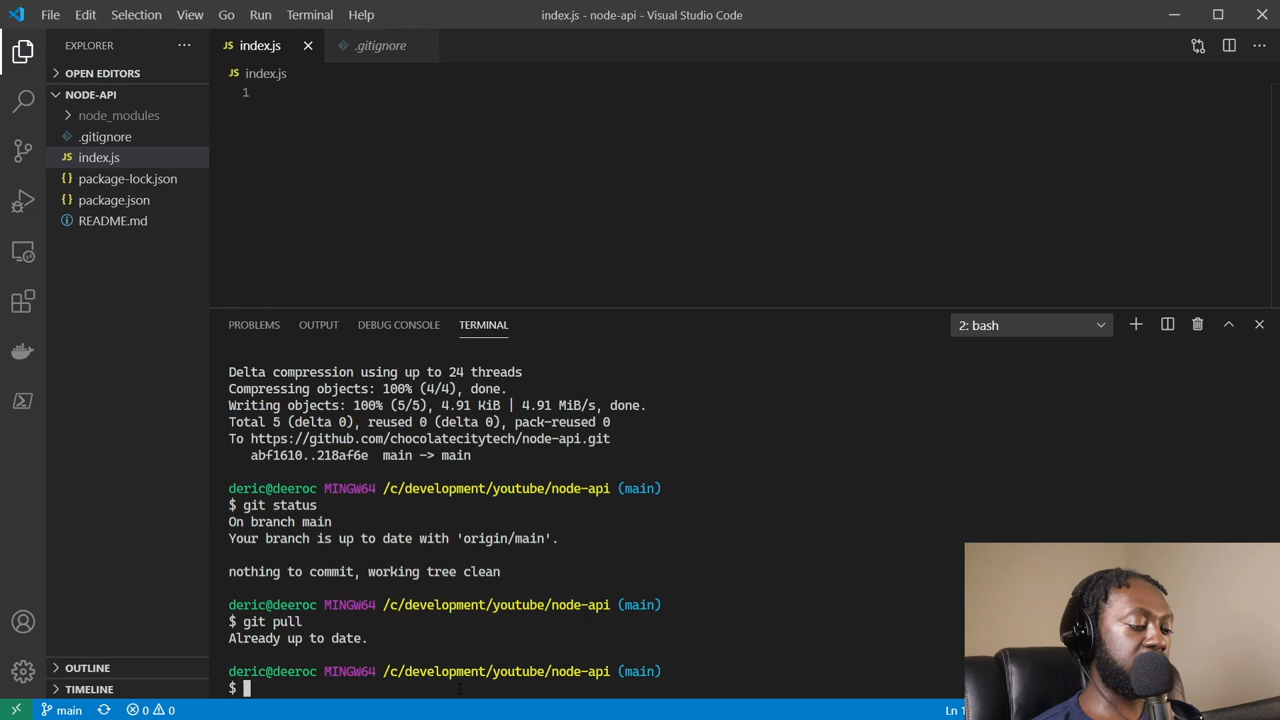 File Edit Selection View Go Run Terminal Help
index.js - node-api - Visual Studio Code
EXPLORER
OPEN EDITORS
NODE-API
node_modules
.gitignore
JS index.js
{} package-lock.json
{} package.json
README.md
OUTLINE
TIMELINE
JS index.js
.gitignore
JS index.js
1
PROBLEMS OUTPUT DEBUG CONSOLE TERMINAL
2: bash
Delta compression using up to 24 threads
Compressing objects: 100% (4/4), done.
Writing objects: 100% (5/5), 4.91 KiB | 4.91 MiB/s, done.
Total 5 (delta 0), reused 0 (delta 0), pack-reused 0
To https://github.com/chocolatecitytech/node-api.git
abf1610..218af6e main -> main
deric@deeroc MINGW64 /c/development/youtube/node-api (main)
$ git status
On branch main
Your branch is up to date with 'origin/main'.
nothing to commit, working tree clean
deric@deeroc MINGW64 /c/development/youtube/node-api (main)
$ git pull
Already up to date.
deric@deeroc MINGW64 /c/development/youtube/node-api (main)
$
main 0 0
Ln 1